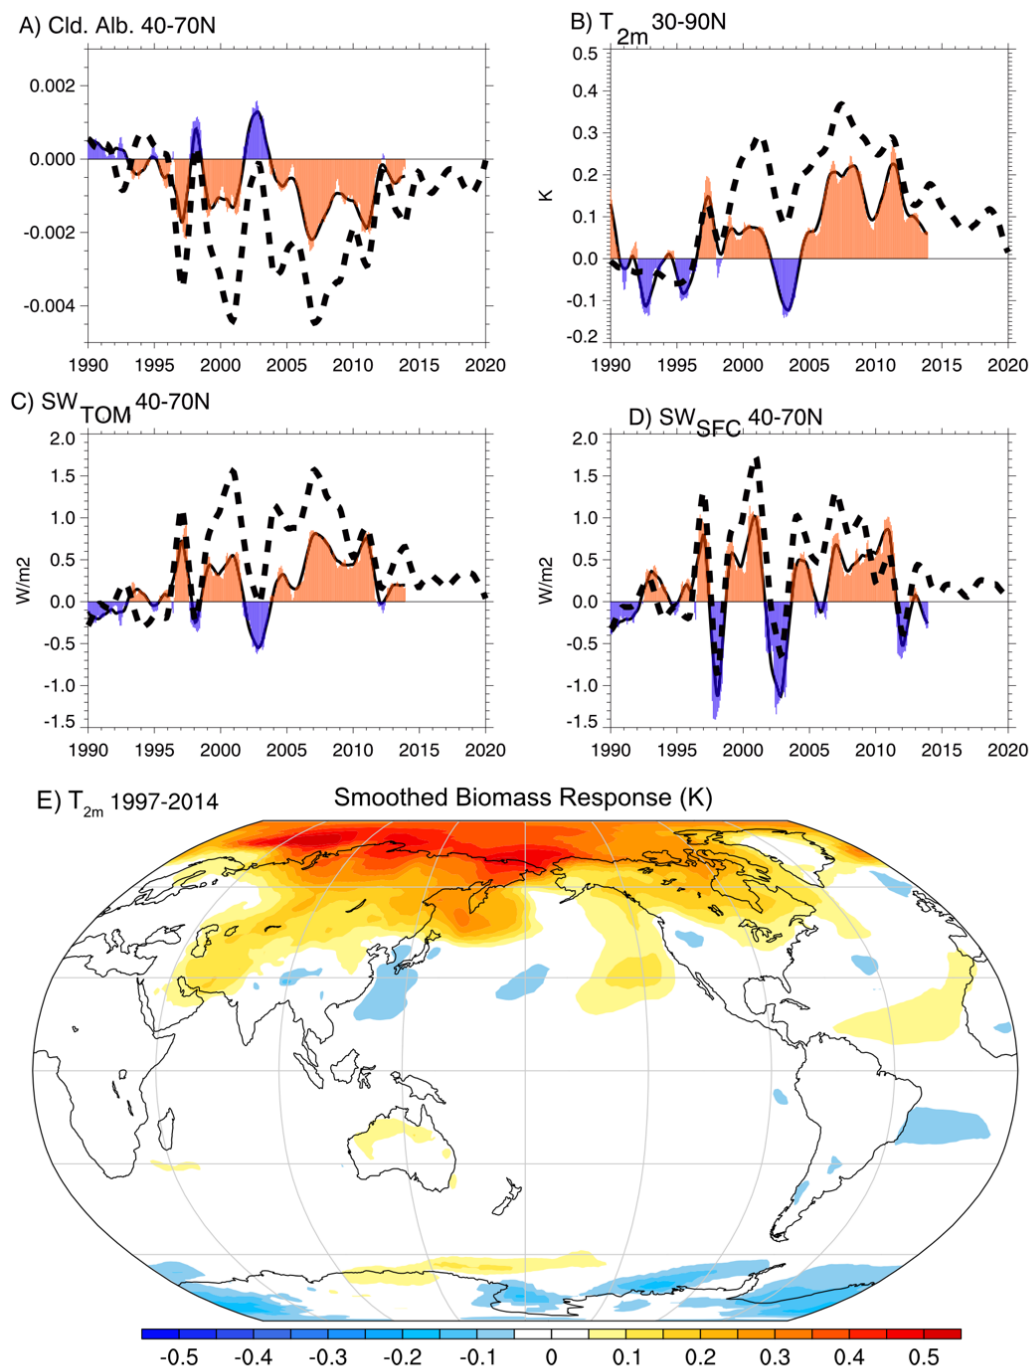 A) Cld. Alb. 40-70N
B) T2m 30-90N
0.002
0.000
-0.002
-0.004
1990 1995 2000 2005 2010 2015 2020
K
0.5
0.4
0.3
0.2
0.1
0.0
-0.1
-0.2
1990 1995 2000 2005 2010 2015 2020
C) SWTOM 40-70N
D) SWSFC 40-70N
W/m2
2.0
1.5
1.0
0.5
0.0
-0.5
-1.0
-1.5
1990 1995 2000 2005 2010 2015 2020
W/m2
2.0
1.5
1.0
0.5
0.0
-0.5
-1.0
-1.5
1990 1995 2000 2005 2010 2015 2020
E) T2m 1997-2014
Smoothed Biomass Response (K)
-0.5 -0.4 -0.3 -0.2 -0.1 0 0.1 0.2 0.3 0.4 0.5